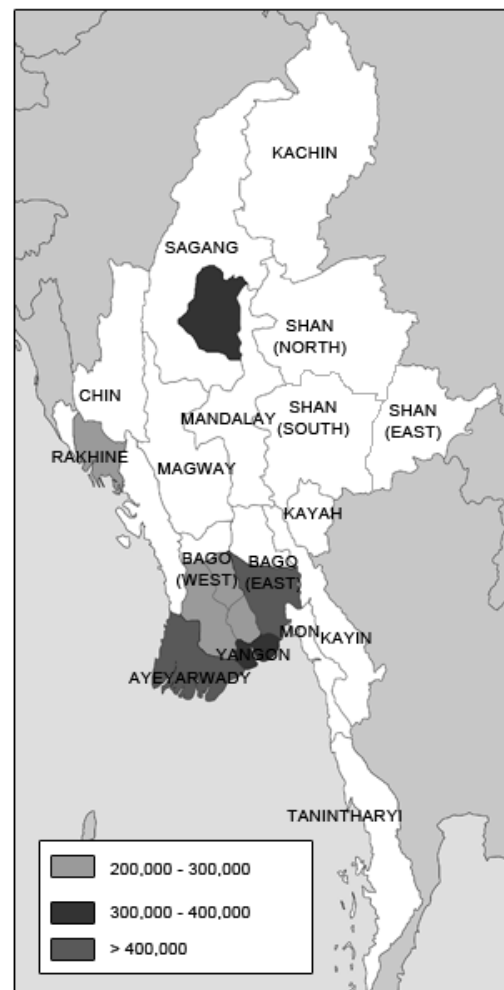 KACHIN
SAGANG
SHAN
(NORTH)
CHIN
MANDALAY
SHAN
(SOUTH)
SHAN
(EAST)
RAKHINE
MAGWAY
KAYAH
BAGO
(WEST)
BAGO
(EAST)
MON
KAYIN
YANGON
AYEYARWADY
TANINTHARYI
200,000 - 300,000
300,000 - 400,000
> 400,000